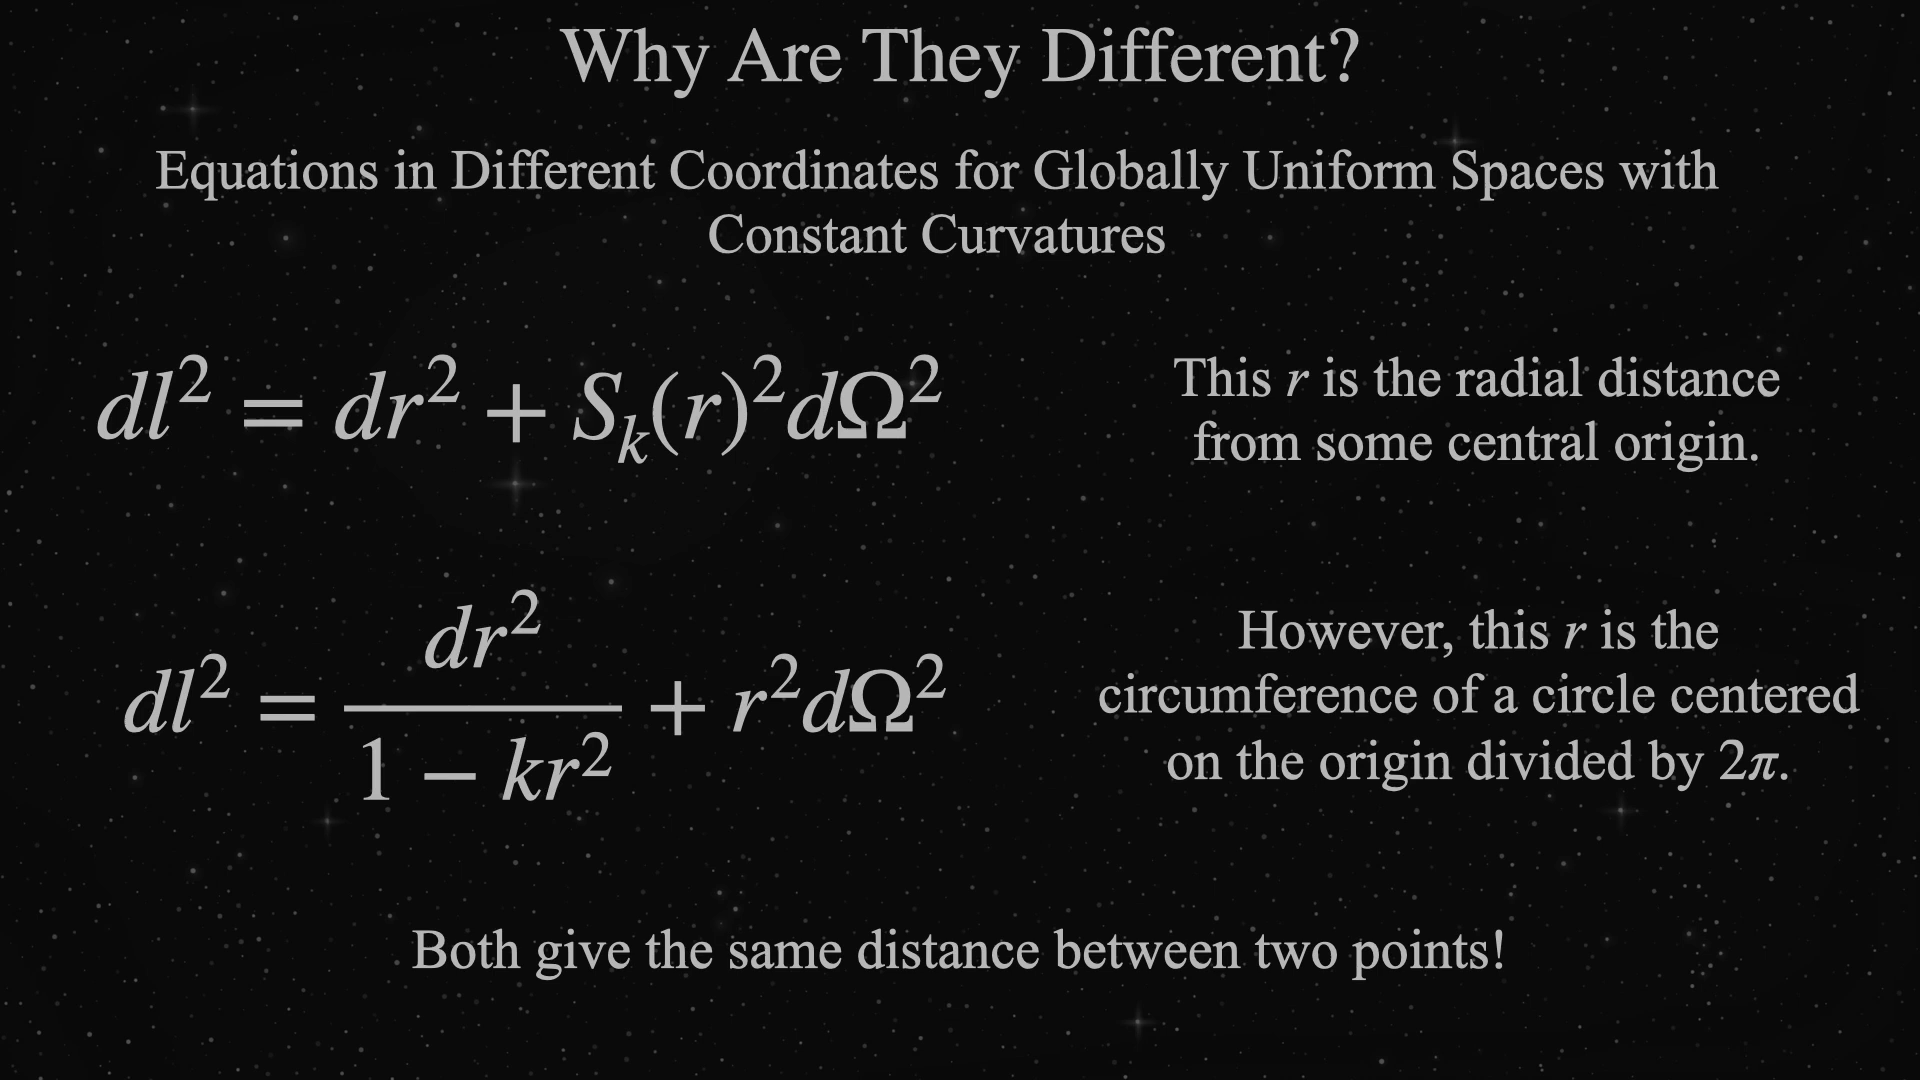 Why Are They Different?
Equations in Different Coordinates for Globally Uniform Spaces with
Constant Curvatures
dl² = dr² + Sₖ(r)²dΩ²
This r is the radial distance
from some central origin.
dl² = dr²/(1 − kr²) + r²dΩ²
However, this r is the
circumference of a circle centered
on the origin divided by 2π.
Both give the same distance between two points!